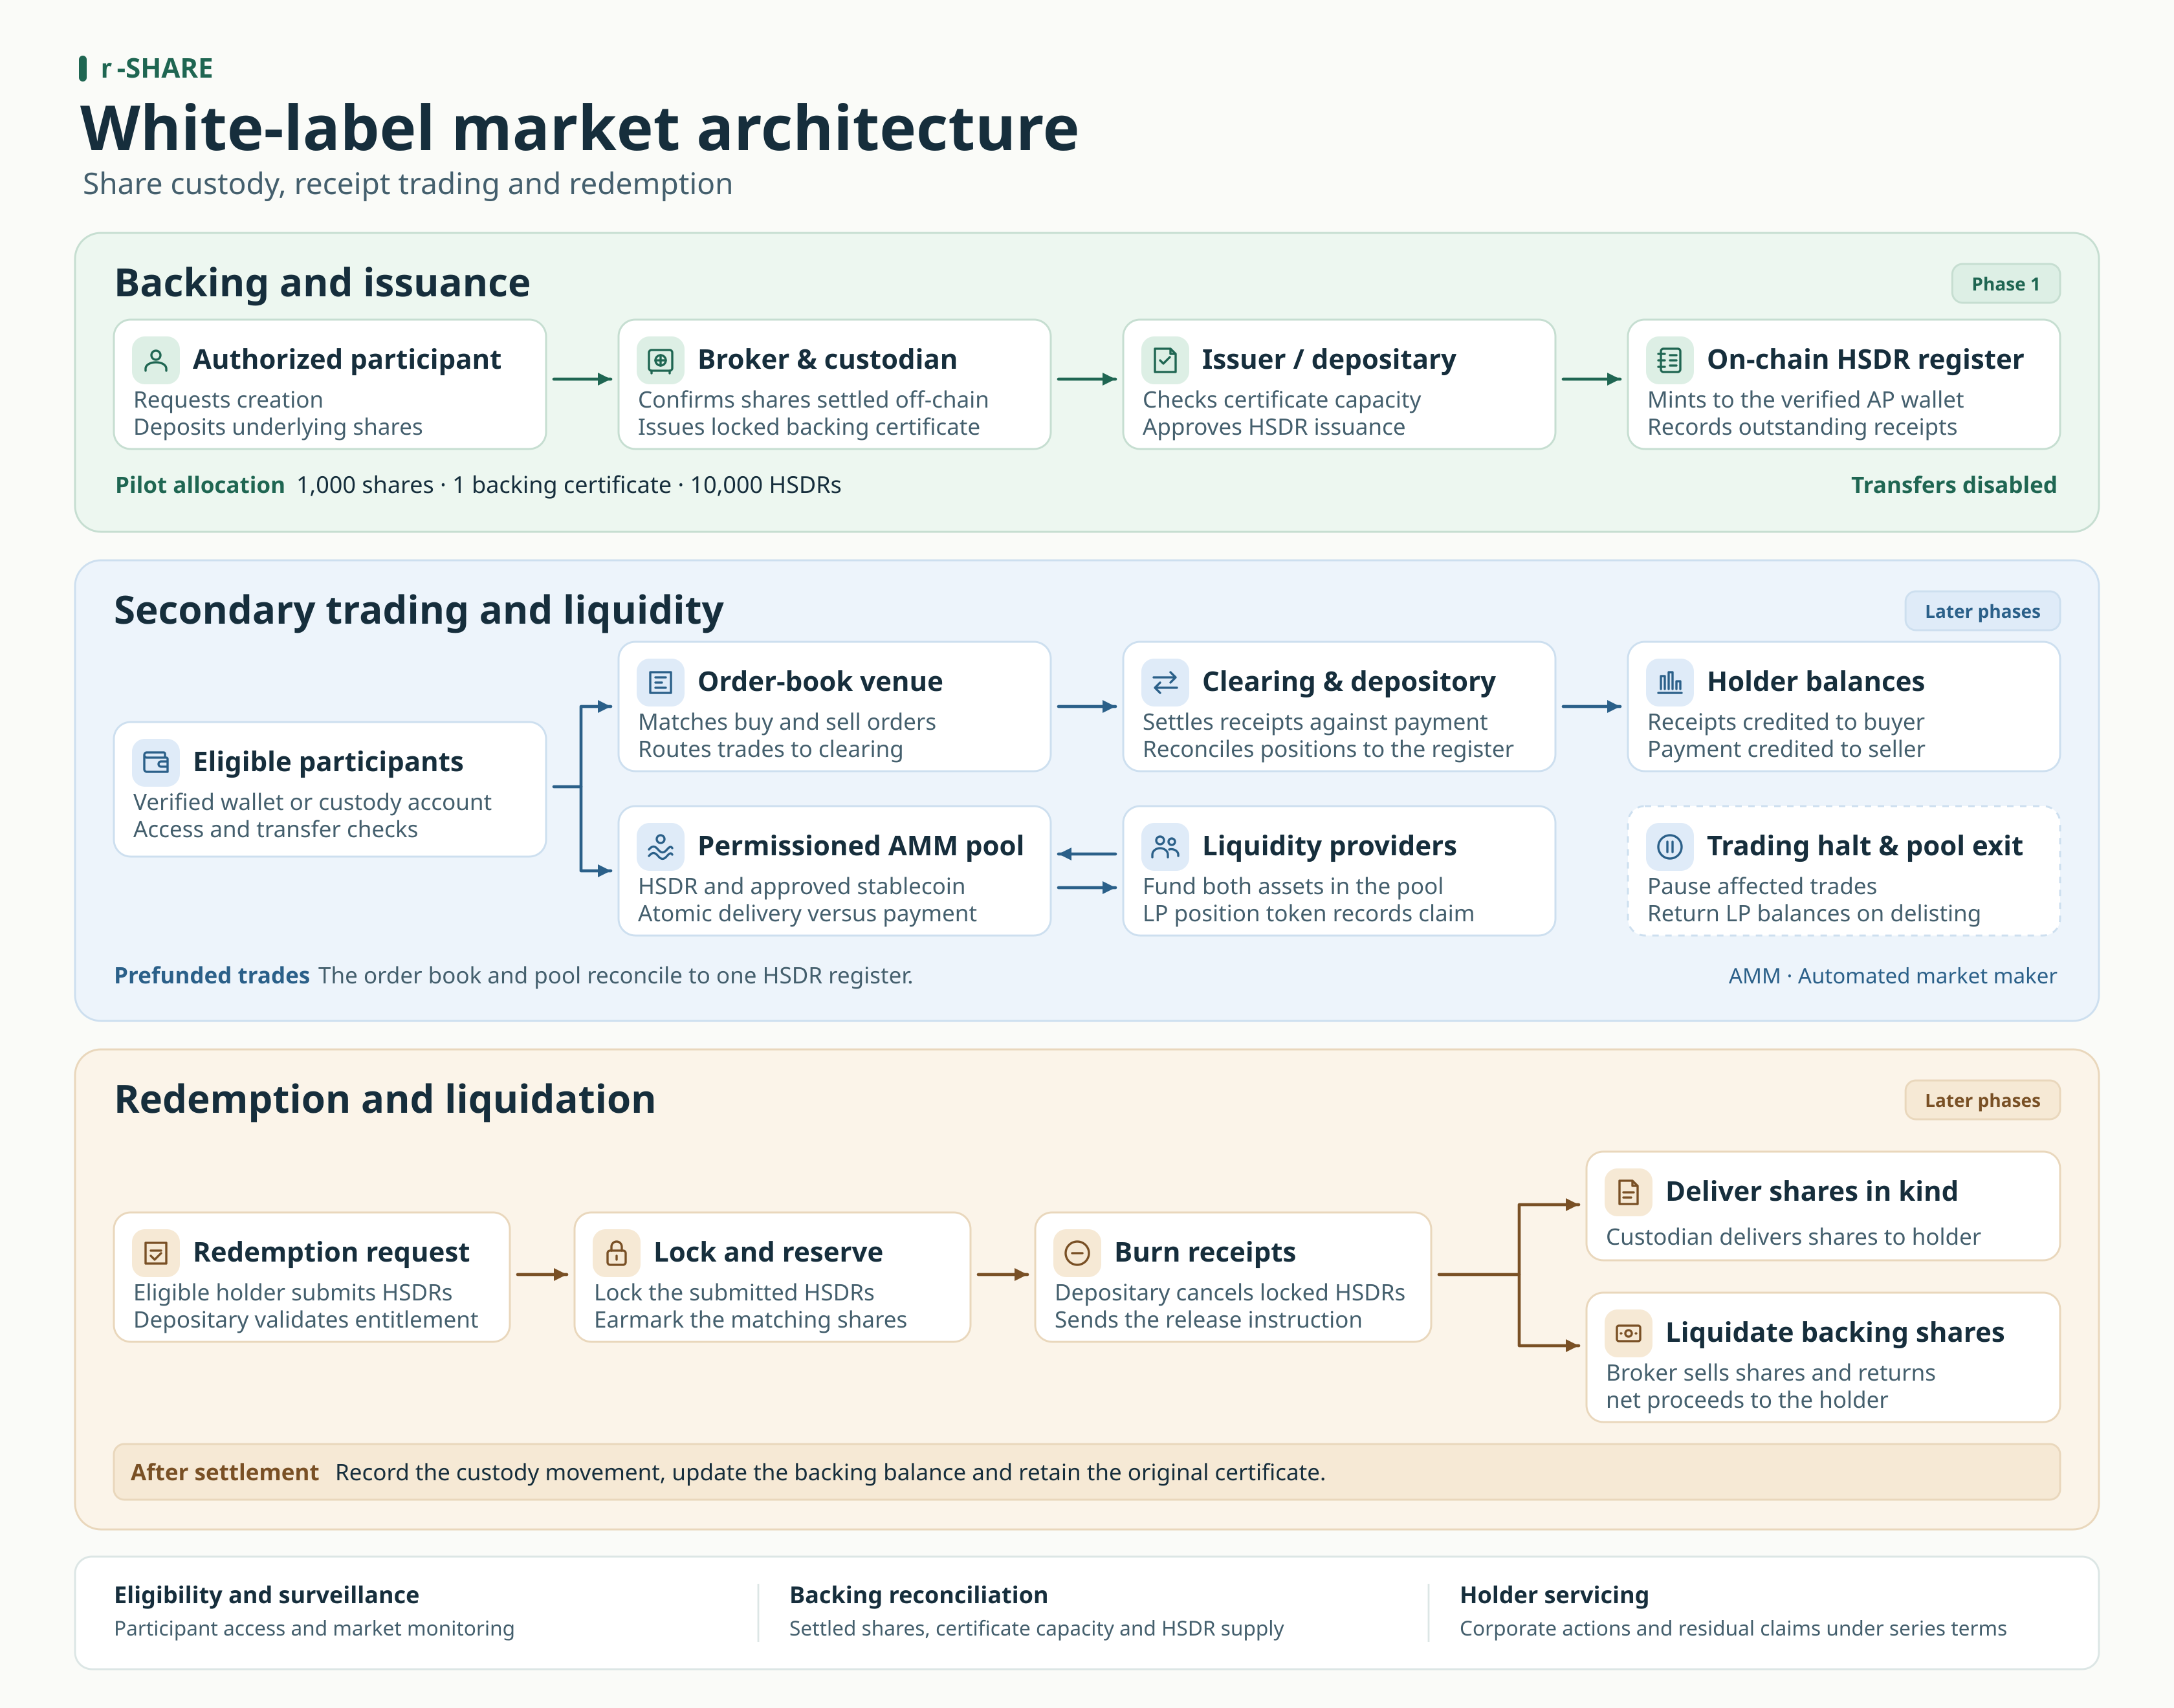 r-SHARE
White-label market architecture
Share custody, receipt trading and redemption
Backing and issuance
Phase 1
Authorized participant
Requests creation
Deposits underlying shares
Broker & custodian
Confirms shares settled off-chain
Issues locked backing certificate
Issuer / depositary
Checks certificate capacity
Approves HSDR issuance
On-chain HSDR register
Mints to the verified AP wallet
Records outstanding receipts
Pilot allocation 1,000 shares · 1 backing certificate · 10,000 HSDRs
Transfers disabled
Secondary trading and liquidity
Later phases
Eligible participants
Verified wallet or custody account
Access and transfer checks
Order-book venue
Matches buy and sell orders
Routes trades to clearing
Clearing & depository
Settles receipts against payment
Reconciles positions to the register
Holder balances
Receipts credited to buyer
Payment credited to seller
Permissioned AMM pool
HSDR and approved stablecoin
Atomic delivery versus payment
Liquidity providers
Fund both assets in the pool
LP position token records claim
Trading halt & pool exit
Pause affected trades
Return LP balances on delisting
Prefunded trades The order book and pool reconcile to one HSDR register.
AMM · Automated market maker
Redemption and liquidation
Later phases
Redemption request
Eligible holder submits HSDRs
Depositary validates entitlement
Lock and reserve
Lock the submitted HSDRs
Earmark the matching shares
Burn receipts
Depositary cancels locked HSDRs
Sends the release instruction
Deliver shares in kind
Custodian delivers shares to holder
Liquidate backing shares
Broker sells shares and returns
net proceeds to the holder
After settlement Record the custody movement, update the backing balance and retain the original certificate.
Eligibility and surveillance
Participant access and market monitoring
Backing reconciliation
Settled shares, certificate capacity and HSDR supply
Holder servicing
Corporate actions and residual claims under series terms